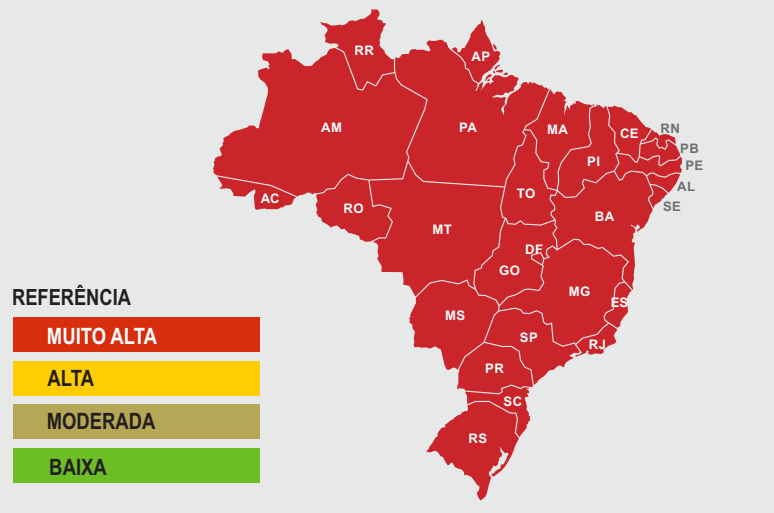 RR
AP
AM
PA
MA
CE
RN
PB
PI
PE
AC
RO
TO
AL
SE
BA
MT
DF
GO
MG
ES
MS
SP
RJ
PR
SC
RS
REFERÊNCIA
MUITO ALTA
ALTA
MODERADA
BAIXA